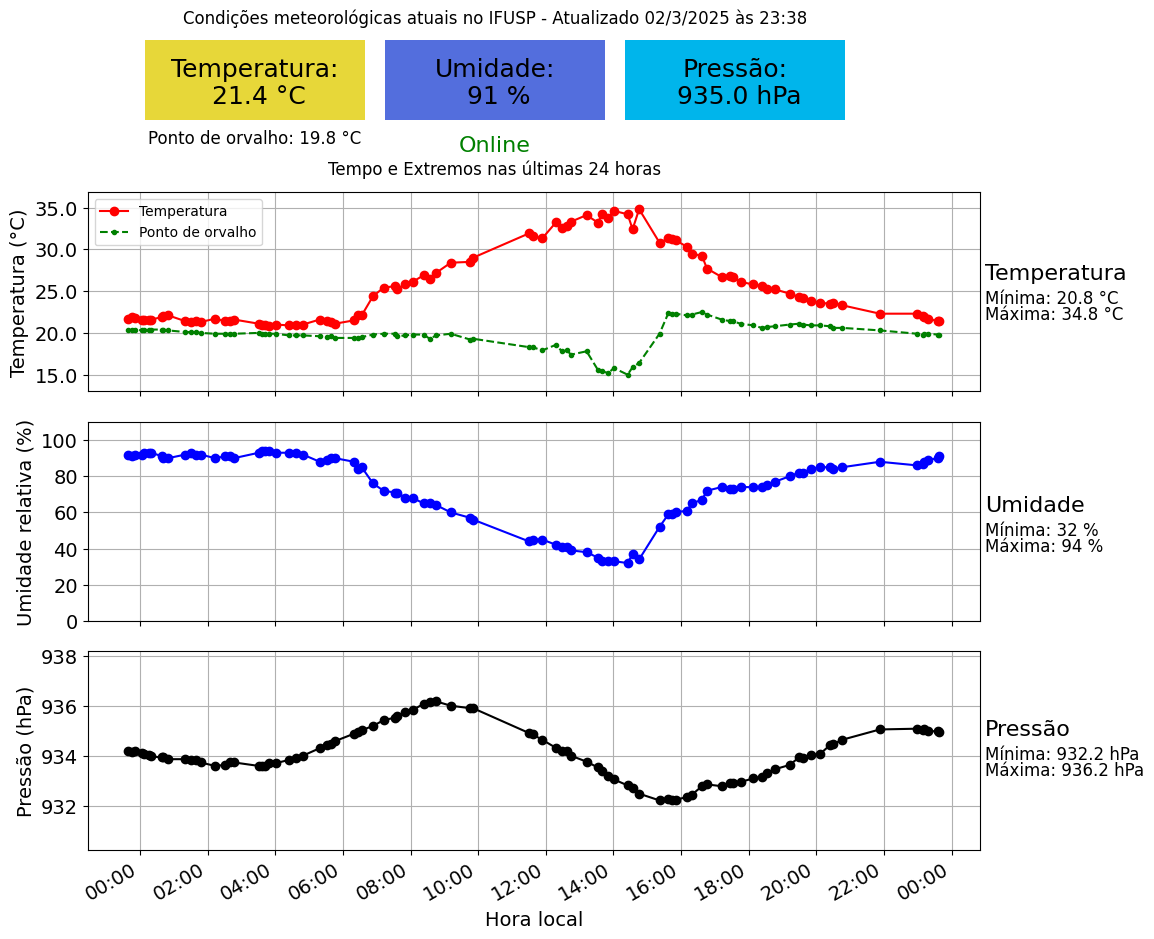 Condições meteorológicas atuais no IFUSP - Atualizado 02/3/2025 às 23:38
Temperatura:
21.4 °C
Umidade:
91 %
Pressão:
935.0 hPa
Ponto de orvalho: 19.8 °C
Online
Tempo e Extremos nas últimas 24 horas
Temperatura (°C)
35.0
30.0
25.0
20.0
15.0
Temperatura
Ponto de orvalho
Temperatura
Mínima: 20.8 °C
Máxima: 34.8 °C
Umidade relativa (%)
100
80
60
40
20
0
Umidade
Mínima: 32 %
Máxima: 94 %
Pressão (hPa)
938
936
934
932
Pressão
Mínima: 932.2 hPa
Máxima: 936.2 hPa
00:00 02:00 04:00 06:00 08:00 10:00 12:00 14:00 16:00 18:00 20:00 22:00 00:00
Hora local